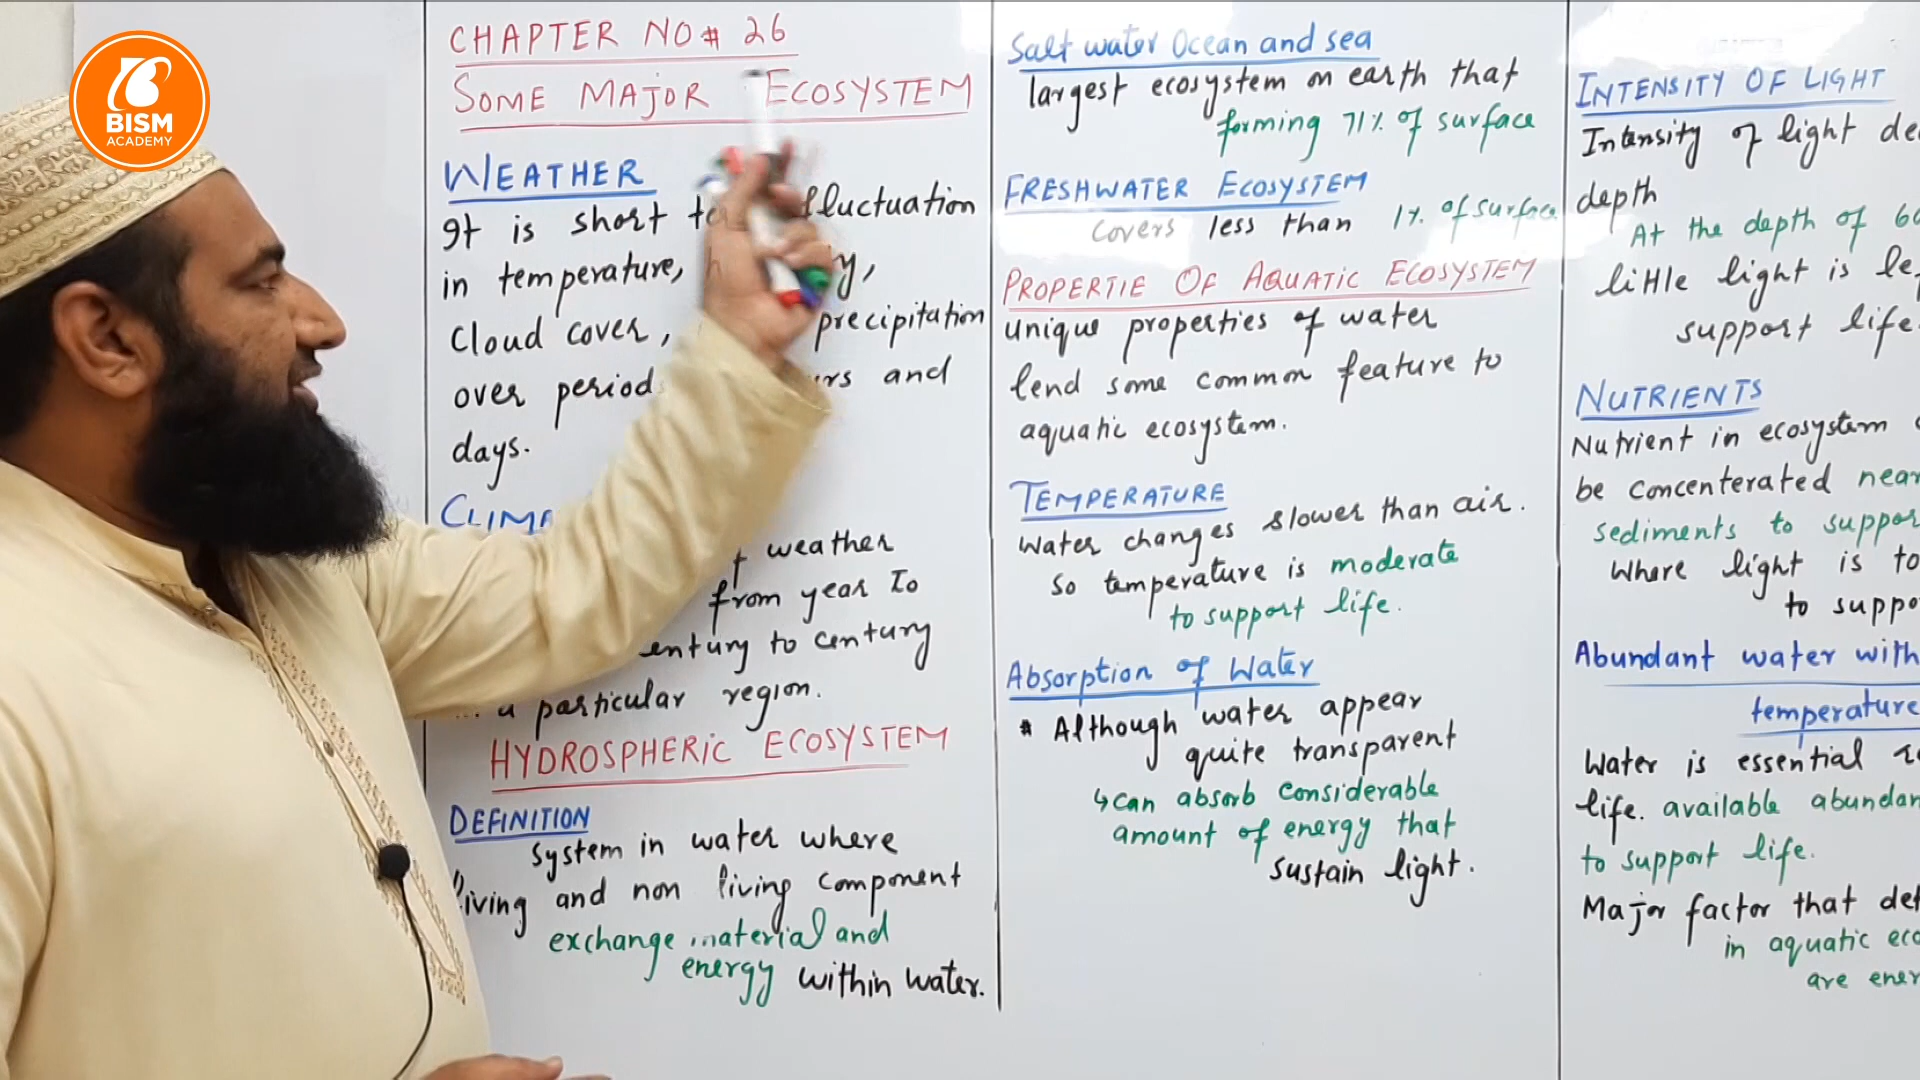 BISM
ACADEMY
CHAPTER NO# 26
SOME MAJOR ECOSYSTEM
WEATHER
It is short fluctuation
in temperature,
Cloud cover, precipitation
over period and
days.
weather
from year To
century to century
a particular region.
HYDROSPHERIC ECOSYSTEM
DEFINITION
System in water where
living and non living component
exchange material and
energy within water.
Salt water Ocean and sea
largest ecosystem on earth that
forming 71% of surface
FRESHWATER ECOSYSTEM
covers less than 1% of surface
PROPERTIE OF AQUATIC ECOSYSTEM
unique properties of water
lend some common feature to
aquatic ecosystem.
TEMPERATURE
Water changes slower than air.
So temperature is moderate
to support life.
Absorption of Water
* Although water appear
quite transparent
↳ can absorb considerable
amount of energy that
sustain light.
INTENSITY OF LIGHT
Intensity of light de
depth
At the depth of 60
little light is le
support life
NUTRIENTS
Nutrient in ecosystem
be concenterated near
sediments to suppor
Where light is to
to suppo
Abundant water with
temperature
Water is essential
life. available abundan
to support life.
Major factor that det
in aquatic eco
are ener